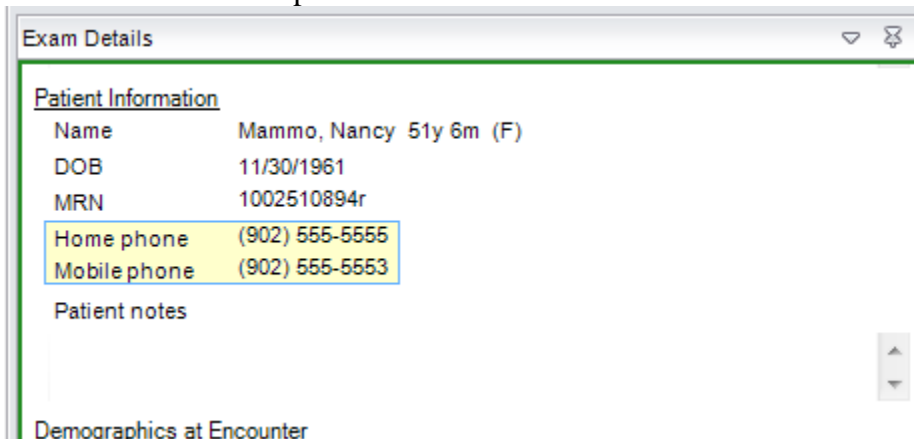 Exam Details
Patient Information
Name Mammo, Nancy 51y 6m (F)
DOB 11/30/1961
MRN 1002510894r
Home phone (902) 555-5555
Mobile phone (902) 555-5553
Patient notes
Demographics at Encounter